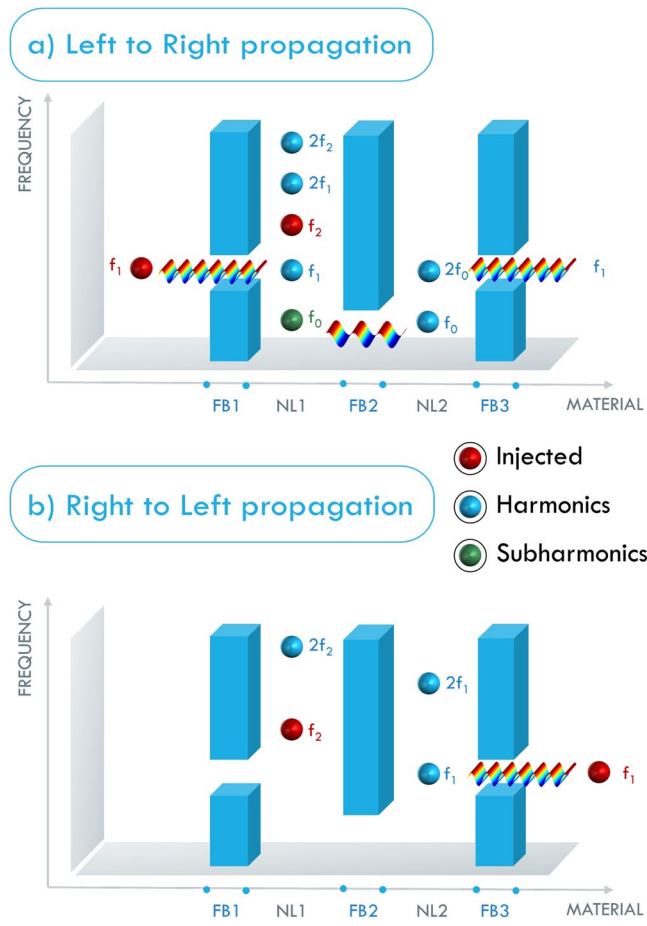 a) Left to Right propagation
FREQUENCY
2f2
2f1
f2
f1 f1 2f0 f1
f0 f0
FB1 NL1 FB2 NL2 FB3 MATERIAL
Injected
b) Right to Left propagation
Harmonics
Subharmonics
FREQUENCY
2f2
2f1
f2
f1 f1
FB1 NL1 FB2 NL2 FB3 MATERIAL